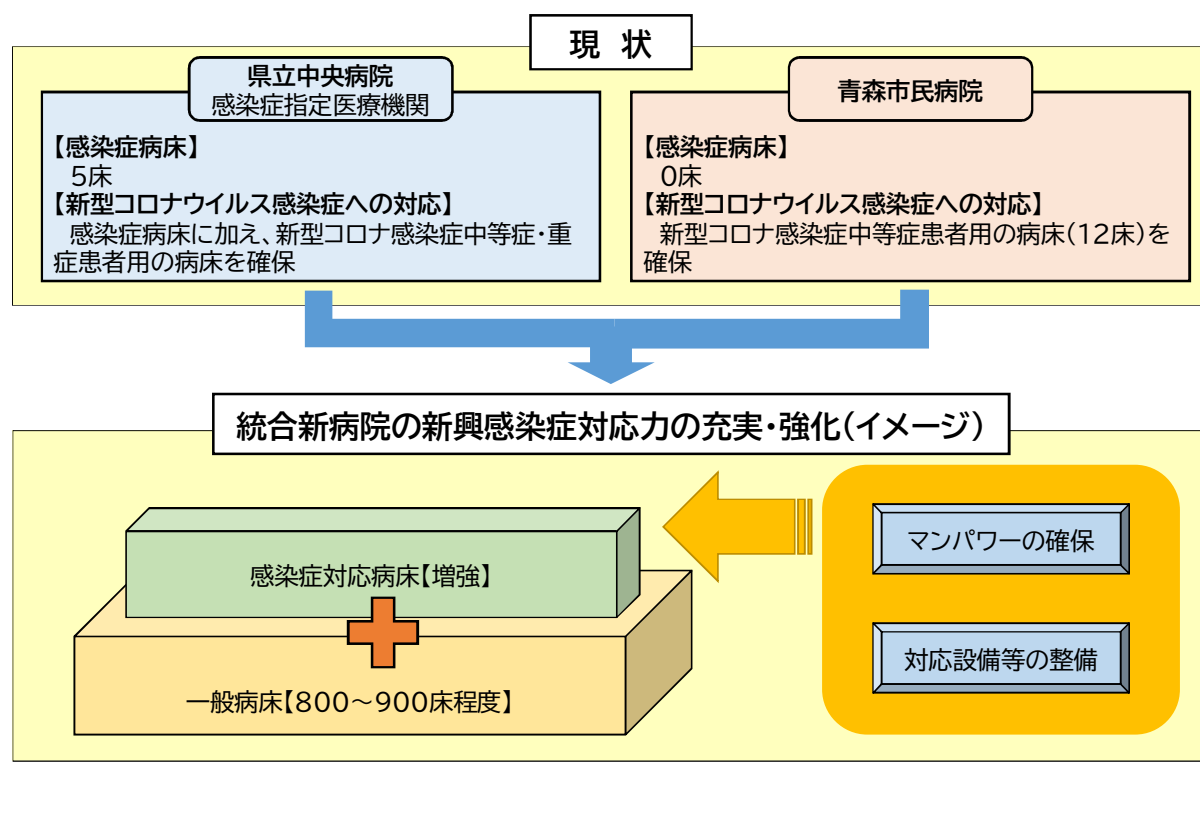 現 状
県立中央病院
感染症指定医療機関
【感染症病床】
5床
【新型コロナウイルス感染症への対応】
感染症病床に加え、新型コロナ感染症中等症・重
症患者用の病床を確保
青森市民病院
【感染症病床】
0床
【新型コロナウイルス感染症への対応】
新型コロナ感染症中等症患者用の病床(12床)を
確保
統合新病院の新興感染症対応力の充実・強化(イメージ)
感染症対応病床【増強】
一般病床【800～900床程度】
マンパワーの確保
対応設備等の整備